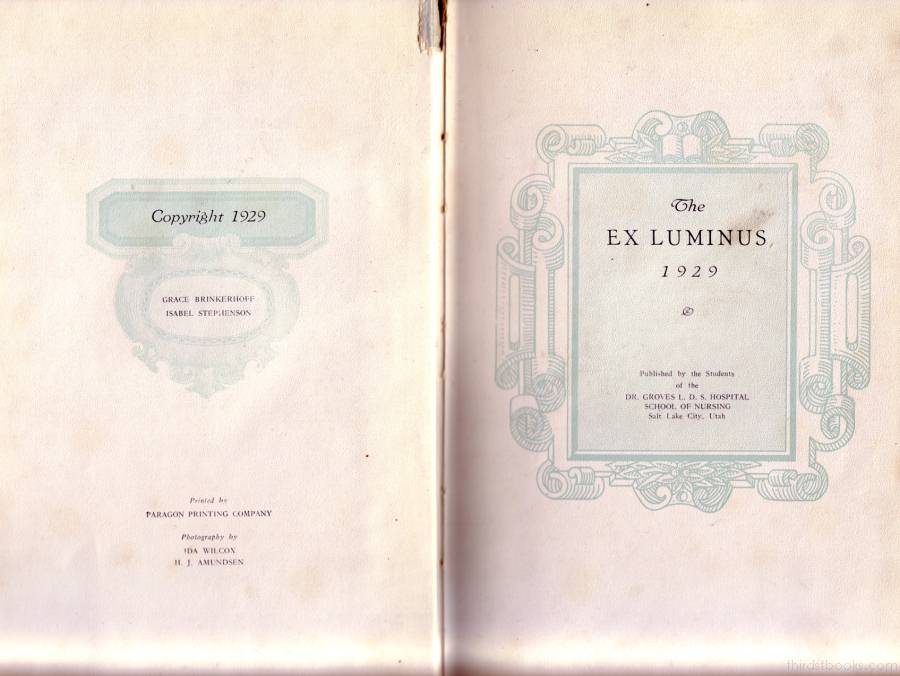 Copyright 1929
GRACE BRINKERHOFF
ISABEL STEPHENSON
Printed by
PARAGON PRINTING COMPANY
Photography by
IDA WILCOX
H. J. AMUNDSEN
The
EX LUMINUS
1929
Published by the Students
of the
DR. GROVES L. D. S. HOSPITAL
SCHOOL OF NURSING
Salt Lake City, Utah
thirdstbooks.com